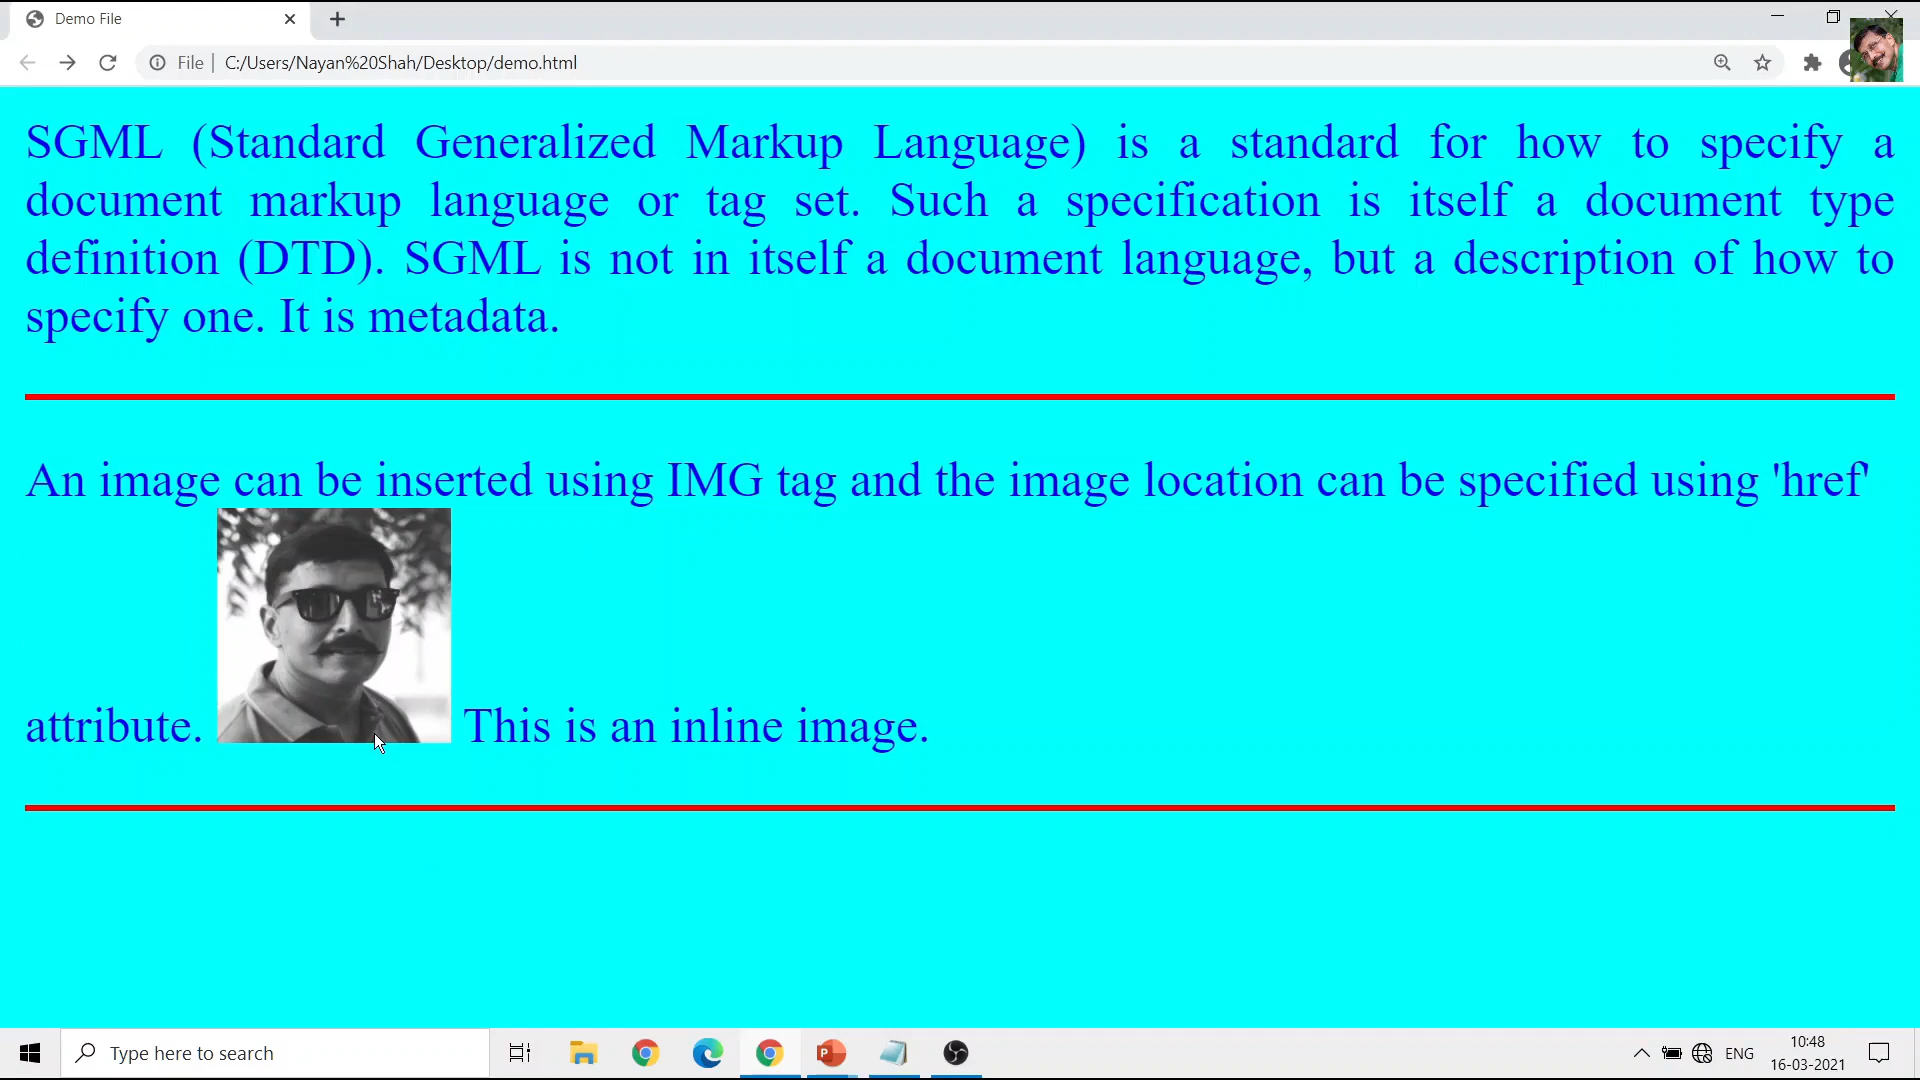 Demo File
File
C:/Users/Nayan%20Shah/Desktop/demo.html
SGML (Standard Generalized Markup Language) is a standard for how to specify a
document markup language or tag set. Such a specification is itself a document type
definition (DTD). SGML is not in itself a document language, but a description of how to
specify one. It is metadata.
An image can be inserted using IMG tag and the image location can be specified using 'href'
attribute. This is an inline image.
Type here to search
ENG
10:48
16-03-2021